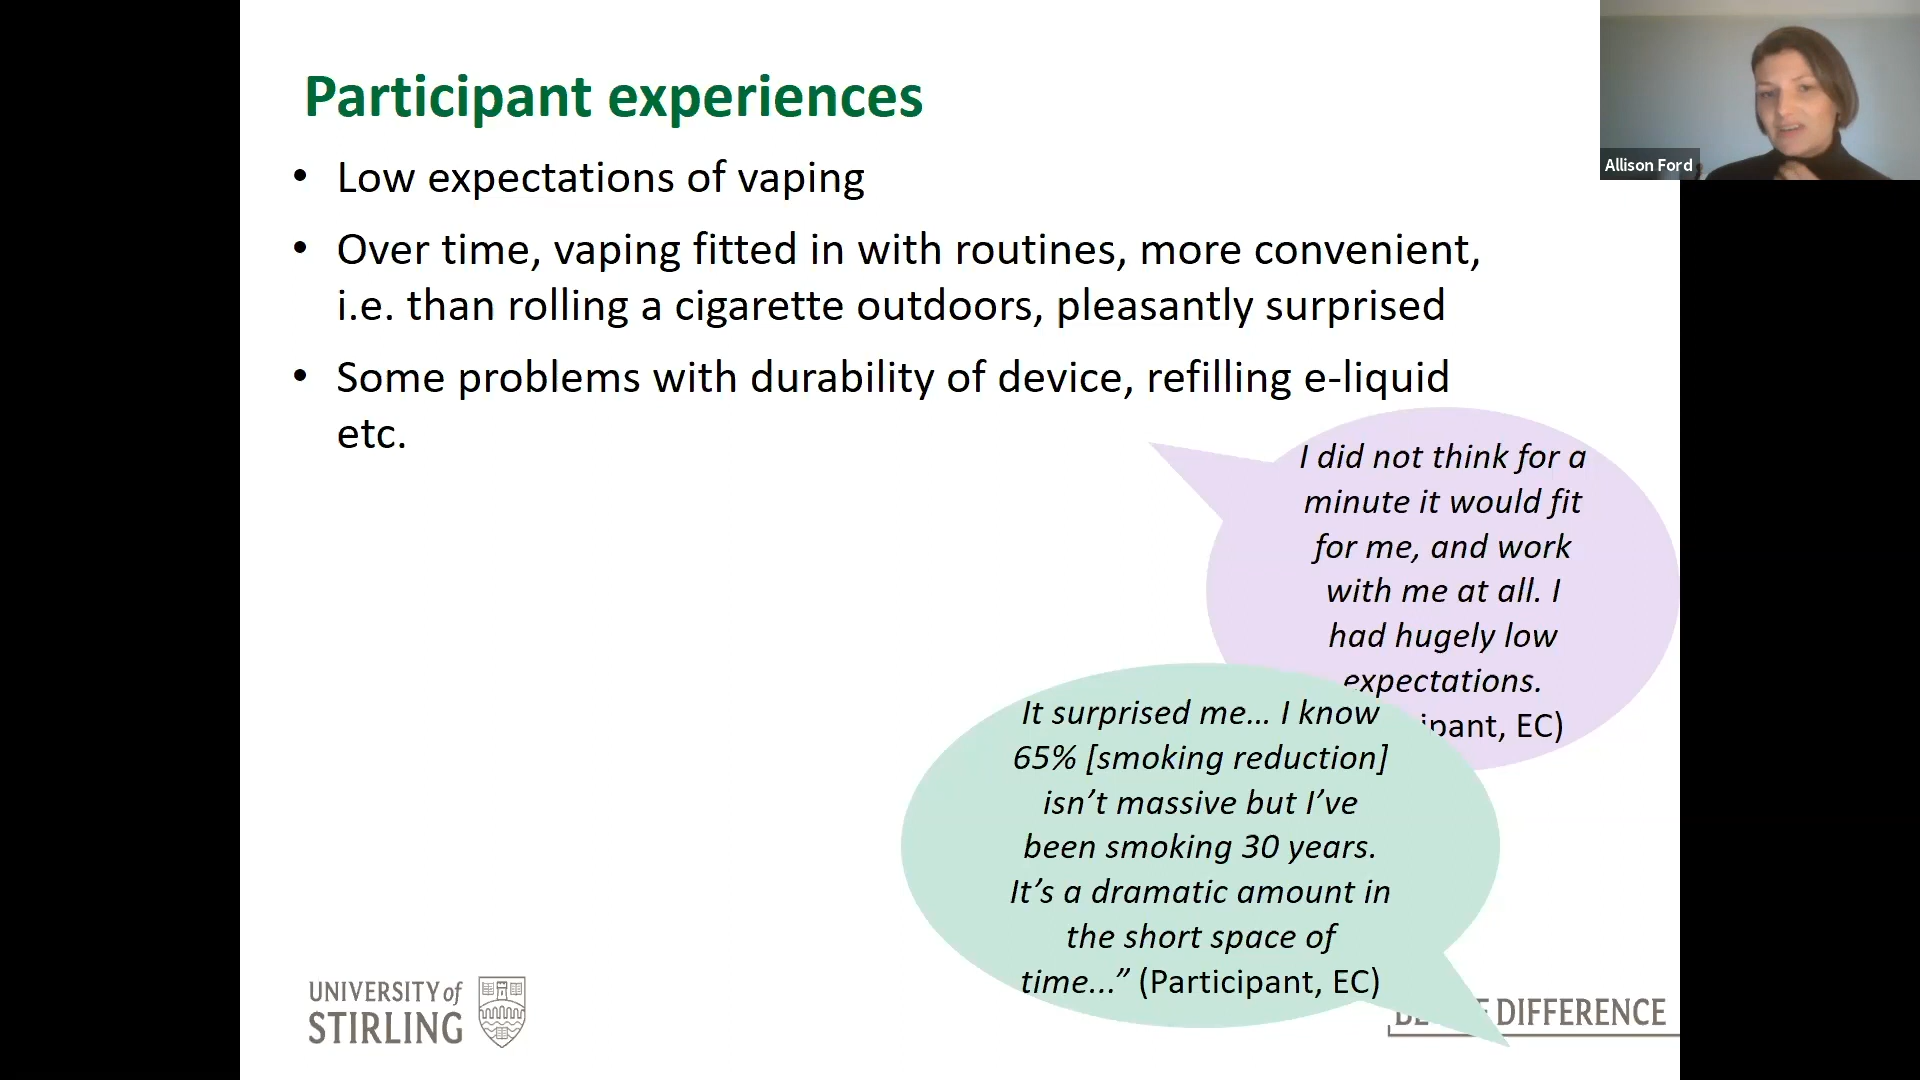 Participant experiences
Allison Ford
• Low expectations of vaping
• Over time, vaping fitted in with routines, more convenient,
i.e. than rolling a cigarette outdoors, pleasantly surprised
• Some problems with durability of device, refilling e-liquid
etc.
I did not think for a
minute it would fit
for me, and work
with me at all. I
had hugely low
expectations.
EC)
It surprised me... I know
65% [smoking reduction]
isn’t massive but I’ve
been smoking 30 years.
It’s a dramatic amount in
the short space of
time...” (Participant, EC)
UNIVERSITY of
STIRLING
DIFFERENCE